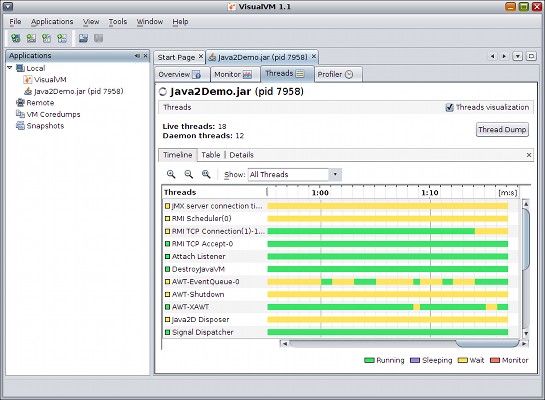 VisualVM 1.1
File Applications View Tools Window Help
Applications
Local
VisualVM
Java2Demo.jar (pid 7958)
Remote
VM Coredumps
Snapshots
Start Page Java2Demo.jar (pid 7958)
Overview Monitor Threads Profiler
Java2Demo.jar (pid 7958)
Threads Threads visualization
Live threads: 18
Daemon threads: 12
Thread Dump
Timeline Table Details
Show: All Threads
Threads 1:00 1:10 [m:s]
JMX server connection ti...
RMI Scheduler(0)
RMI TCP Connection(1)-1...
RMI TCP Accept-0
Attach Listener
DestroyJavaVM
AWT-EventQueue-0
AWT-Shutdown
AWT-XAWT
Java2D Disposer
Signal Dispatcher
Running Sleeping Wait Monitor